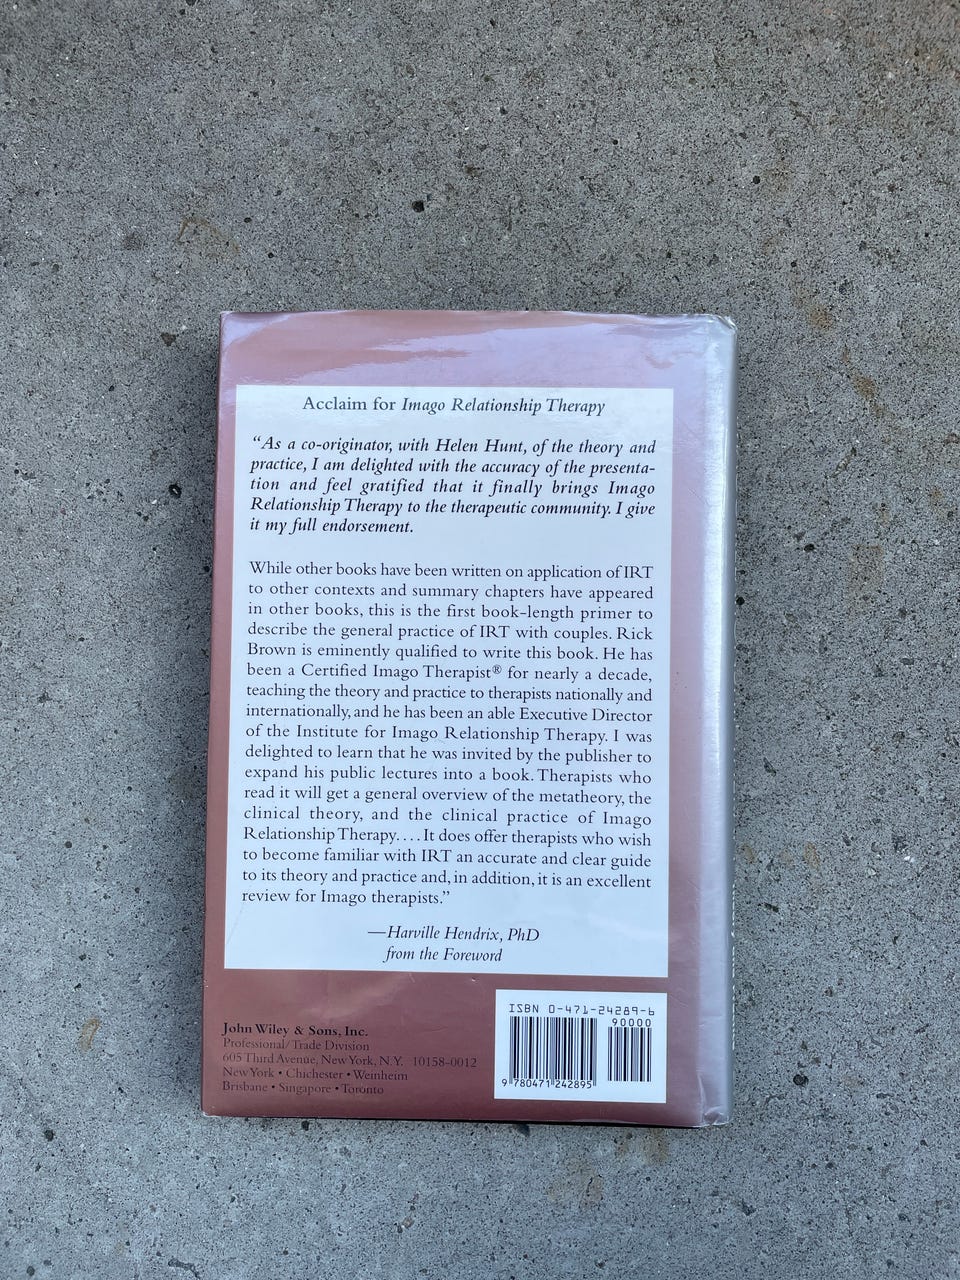 Acclaim for Imago Relationship Therapy
“As a co-originator, with Helen Hunt, of the theory and
practice, I am delighted with the accuracy of the presenta-
tion and feel gratified that it finally brings Imago
Relationship Therapy to the therapeutic community. I give
it my full endorsement.
While other books have been written on application of IRT
to other contexts and summary chapters have appeared
in other books, this is the first book-length primer to
describe the general practice of IRT with couples. Rick
Brown is eminently qualified to write this book. He has
been a Certified Imago Therapist® for nearly a decade,
teaching the theory and practice to therapists nationally and
internationally, and he has been an able Executive Director
of the Institute for Imago Relationship Therapy. I was
delighted to learn that he was invited by the publisher to
expand his public lectures into a book. Therapists who
read it will get a general overview of the metatheory, the
clinical theory, and the clinical practice of Imago
Relationship Therapy. . . . It does offer therapists who wish
to become familiar with IRT an accurate and clear guide
to its theory and practice and, in addition, it is an excellent
review for Imago therapists.”
—Harville Hendrix, PhD
from the Foreword
John Wiley & Sons, Inc.
Professional/Trade Division
605 Third Avenue, New York, N.Y. 10158-0012
New York • Chichester • Weinheim
Brisbane • Singapore • Toronto
ISBN 0-471-24289-6
90000
9 780471 242895